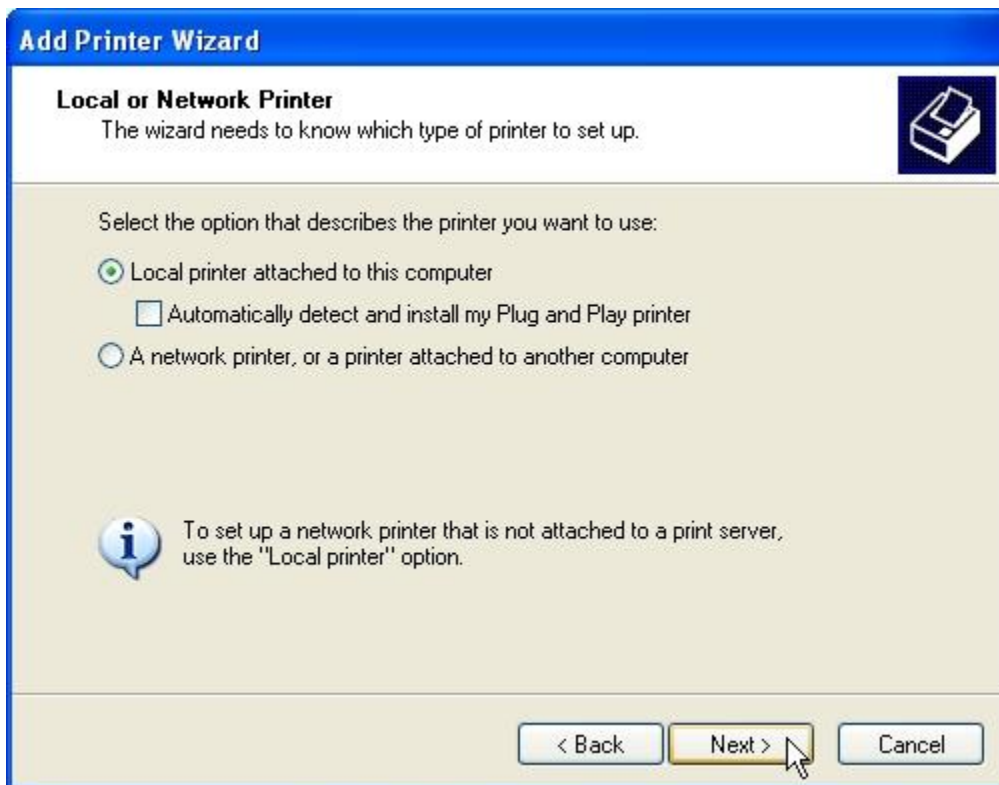 Add Printer Wizard
Local or Network Printer
The wizard needs to know which type of printer to set up.
Select the option that describes the printer you want to use:
Local printer attached to this computer
Automatically detect and install my Plug and Play printer
A network printer, or a printer attached to another computer
To set up a network printer that is not attached to a print server,
use the "Local printer" option.
< Back Next > Cancel